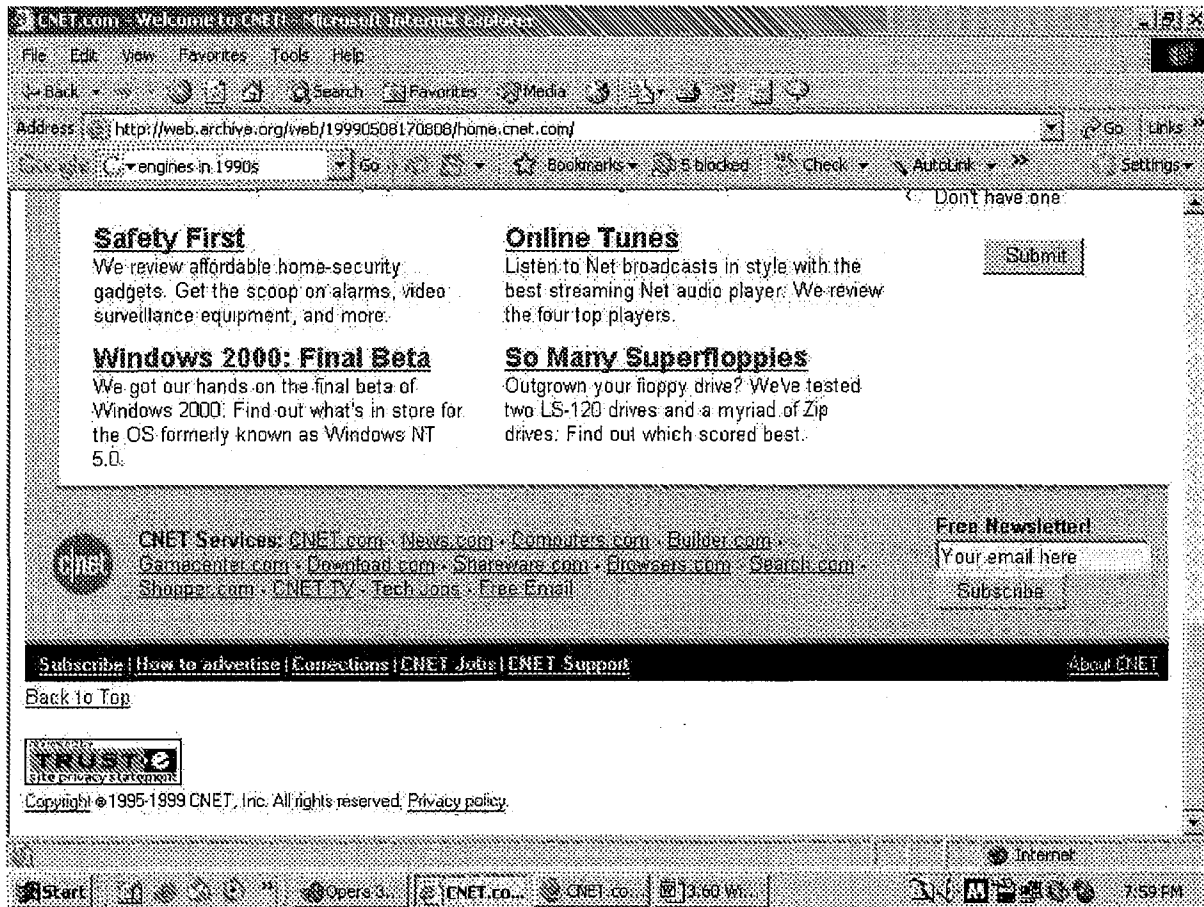 CNET.com - Welcome to CNET! - Microsoft Internet Explorer
File Edit View Favorites Tools Help
Back Search Favorites Media
Address http://web.archive.org/web/19990508170808/home.cnet.com/ Go Links »
engines in 1990s Go Bookmarks 5 blocked Check AutoLink » Settings
Don't have one
Submit
Safety First
We review affordable home-security
gadgets. Get the scoop on alarms, video
surveillance equipment, and more.
Online Tunes
Listen to Net broadcasts in style with the
best streaming Net audio player. We review
the four top players.
Windows 2000: Final Beta
We got our hands on the final beta of
Windows 2000. Find out what's in store for
the OS formerly known as Windows NT
5.0.
So Many Superfloppies
Outgrown your floppy drive? We've tested
two LS-120 drives and a myriad of Zip
drives. Find out which scored best.
cnet
CNET Services: CNET.com · News.com · Computers.com · Builder.com ·
Gamecenter.com · Download.com · Shareware.com · Browsers.com · Search.com ·
Shopper.com · CNET TV · Tech Jobs · Free Email
Free Newsletter!
Your email here
Subscribe
Subscribe | How to advertise | Corrections | CNET Jobs | CNET Support About CNET
Back to Top
TRUSTe
site privacy statement
Copyright ©1995-1999 CNET, Inc. All rights reserved. Privacy policy.
Internet
Start Opera 3... CNET.co... CNET.co... 3.60 Wi... 7:59 PM